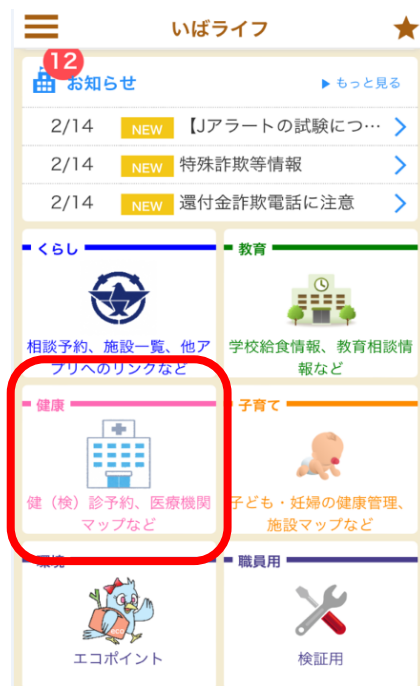 いばライフ
12
お知らせ
▶ もっと見る
2/14 NEW 【Jアラートの試験につ…
2/14 NEW 特殊詐欺等情報
2/14 NEW 還付金詐欺電話に注意
くらし
相談予約、施設一覧、他ア
プリへのリンクなど
教育
学校給食情報、教育相談情
報など
健康
健（検）診予約、医療機関
マップなど
子育て
子ども・妊婦の健康管理、
施設マップなど
環境
eco
エコポイント
職員用
検証用